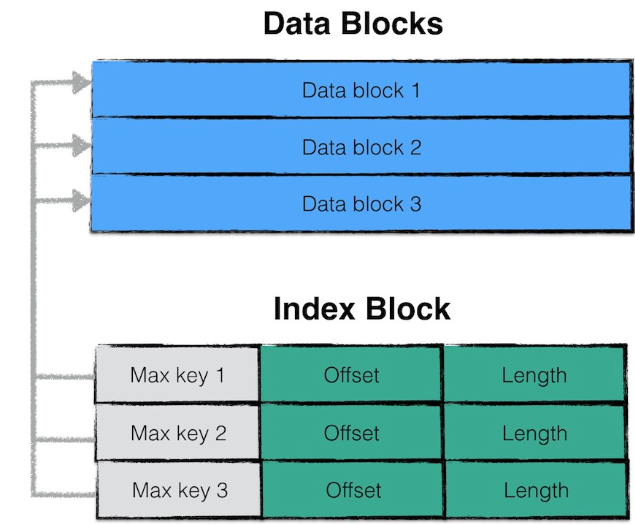 Data Blocks
Data block 1
Data block 2
Data block 3
Index Block
Max key 1 Offset Length
Max key 2 Offset Length
Max key 3 Offset Length